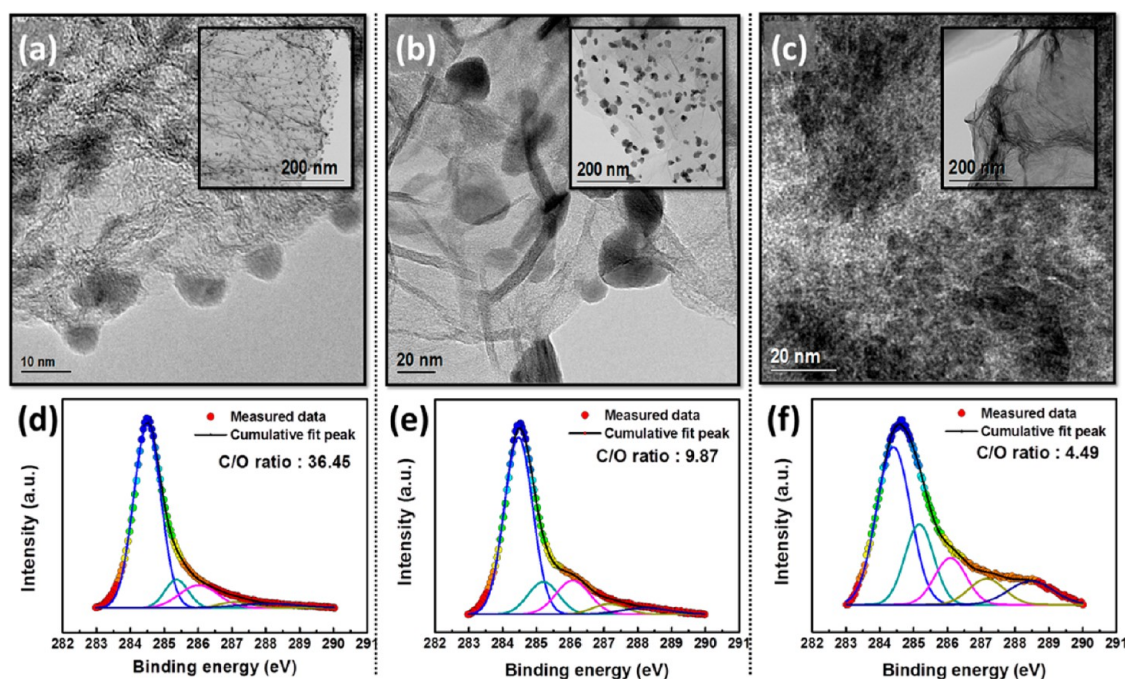 (a)
200 nm
10 nm
(b)
200 nm
20 nm
(c)
200 nm
20 nm
(d)
Measured data
Cumulative fit peak
C/O ratio : 36.45
Intensity (a.u.)
282 283 284 285 286 287 288 289 290 291
Binding energy (eV)
(e)
Measured data
Cumulative fit peak
C/O ratio : 9.87
Intensity (a.u.)
282 283 284 285 286 287 288 289 290 291
Binding energy (eV)
(f)
Measured data
Cumulative fit peak
C/O ratio : 4.49
Intensity (a.u.)
282 283 284 285 286 287 288 289 290 291
Binding energy (eV)